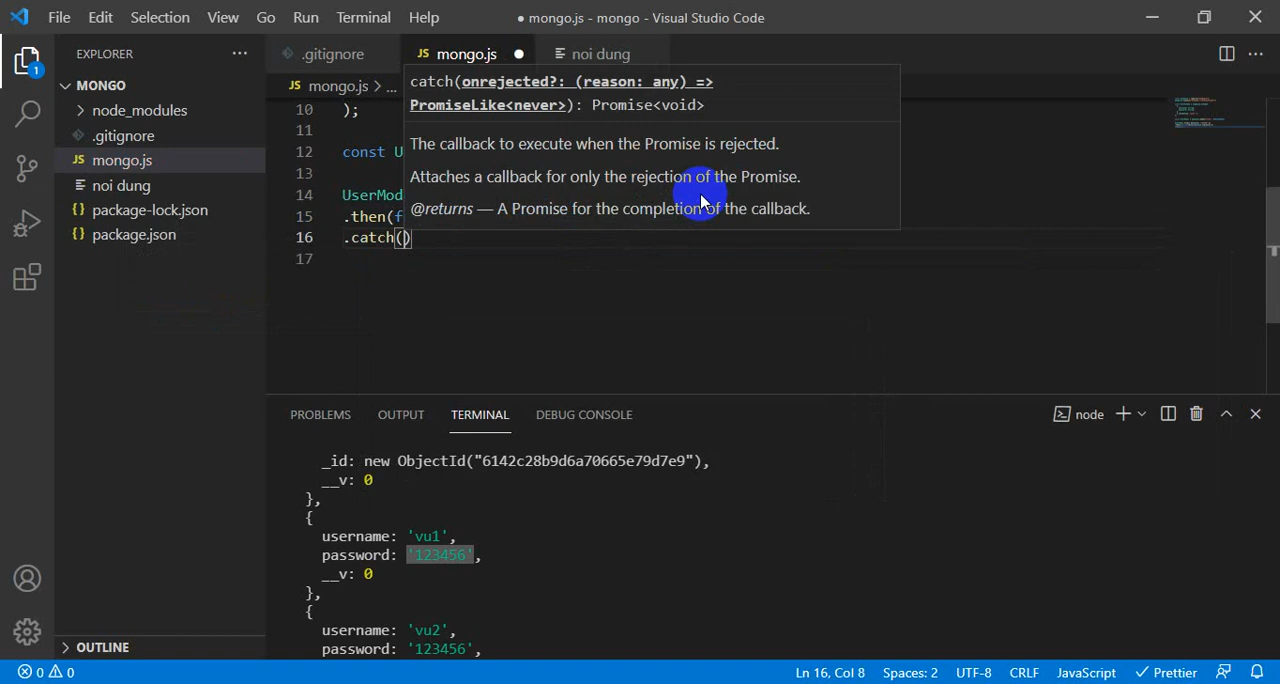 File Edit Selection View Go Run Terminal Help
● mongo.js - mongo - Visual Studio Code
EXPLORER
1
MONGO
node_modules
.gitignore
JS mongo.js
noi dung
{} package-lock.json
{} package.json
OUTLINE
.gitignore
JS mongo.js
noi dung
JS mongo.js > ...
catch(onrejected?: (reason: any) =>
PromiseLike<never>): Promise<void>
The callback to execute when the Promise is rejected.
Attaches a callback for only the rejection of the Promise.
@returns — A Promise for the completion of the callback.
10 );
11
12 const U
13
14 UserMod
15 .then(f
16 .catch()
17
PROBLEMS OUTPUT TERMINAL DEBUG CONSOLE
node
_id: new ObjectId("6142c28b9d6a70665e79d7e9"),
__v: 0
},
{
username: 'vu1',
password: '123456',
__v: 0
},
{
username: 'vu2',
password: '123456',
0 0
Ln 16, Col 8 Spaces: 2 UTF-8 CRLF JavaScript Prettier